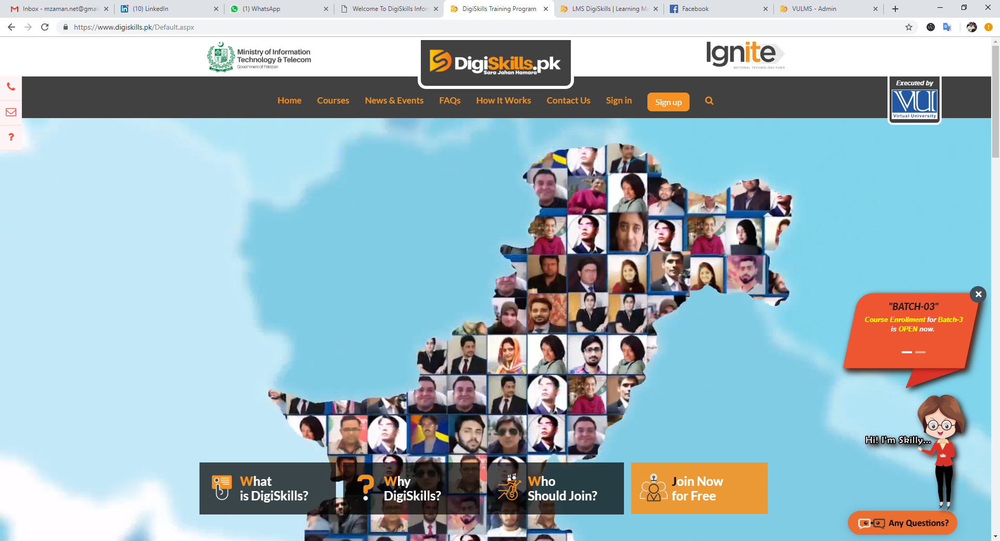 Inbox - mzaman.net@gmai
(10) LinkedIn
(1) WhatsApp
Welcome To DigiSkills Infor
DigiSkills Training Program
LMS DigiSkills | Learning Ma
Facebook
VULMS - Admin
https://www.digiskills.pk/Default.aspx
Ministry of Information
Technology & Telecom
Government of Pakistan
DigiSkills.pk
Sara Jahan Hamara
Ignite
NATIONAL TECHNOLOGY FUND
Executed by
VU
Virtual University
Home
Courses
News & Events
FAQs
How It Works
Contact Us
Sign in
Sign up
"BATCH-03"
Course Enrollment for Batch-3
is OPEN now.
Hi! I'm Skilly...
What
is DigiSkills?
Why
DigiSkills?
Who
Should Join?
Join Now
for Free
Any Questions?